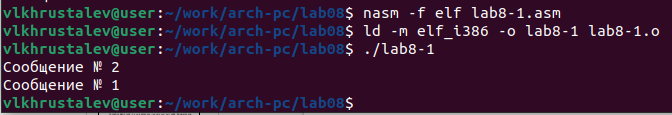 vlkhrustalev@user:~/work/arch-pc/lab08$ nasm -f elf lab8-1.asm
vlkhrustalev@user:~/work/arch-pc/lab08$ ld -m elf_i386 -o lab8-1 lab8-1.o
vlkhrustalev@user:~/work/arch-pc/lab08$ ./lab8-1
Сообщение № 2
Сообщение № 1
vlkhrustalev@user:~/work/arch-pc/lab08$